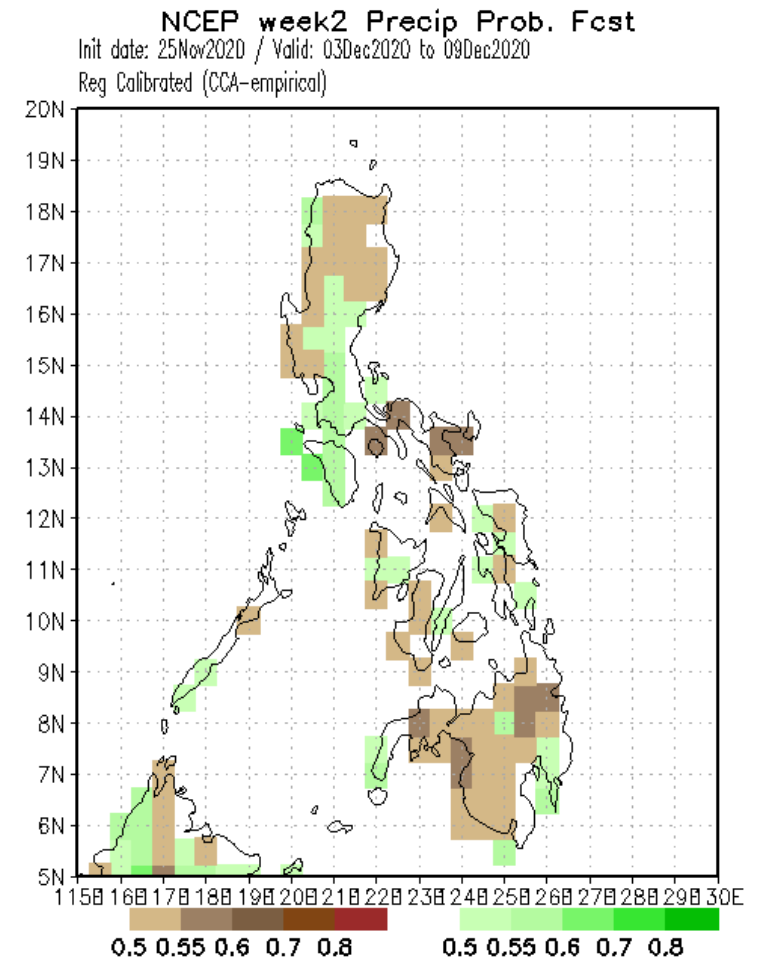 NCEP week2 Precip Prob. Fcst
Init date: 25Nov2020 / Valid: 03Dec2020 to 09Dec2020
Reg Calibrated (CCA-empirical)
20N
19N
18N
17N
16N
15N
14N
13N
12N
11N
10N
9N
8N
7N
6N
5N
115E 116E 117E 118E 119E 120E 121E 122E 123E 124E 125E 126E 127E 128E 129E 130E
0.5 0.55 0.6 0.7 0.8 0.5 0.55 0.6 0.7 0.8